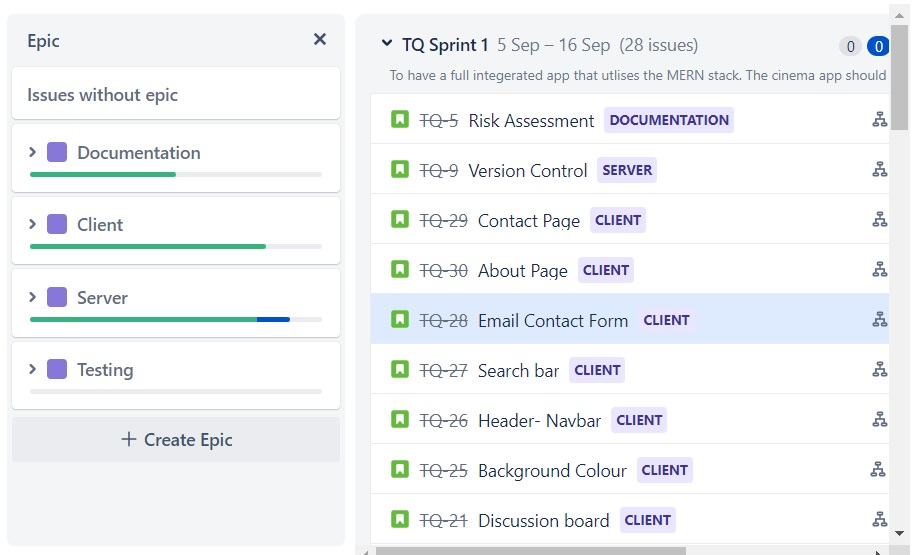 Epic
Issues without epic
Documentation
Client
Server
Testing
Create Epic
TQ Sprint 1 5 Sep – 16 Sep (28 issues) 0 0
To have a full integerated app that utlises the MERN stack. The cinema app should
TQ-5 Risk Assessment DOCUMENTATION
TQ-9 Version Control SERVER
TQ-29 Contact Page CLIENT
TQ-30 About Page CLIENT
TQ-28 Email Contact Form CLIENT
TQ-27 Search bar CLIENT
TQ-26 Header- Navbar CLIENT
TQ-25 Background Colour CLIENT
TQ-21 Discussion board CLIENT